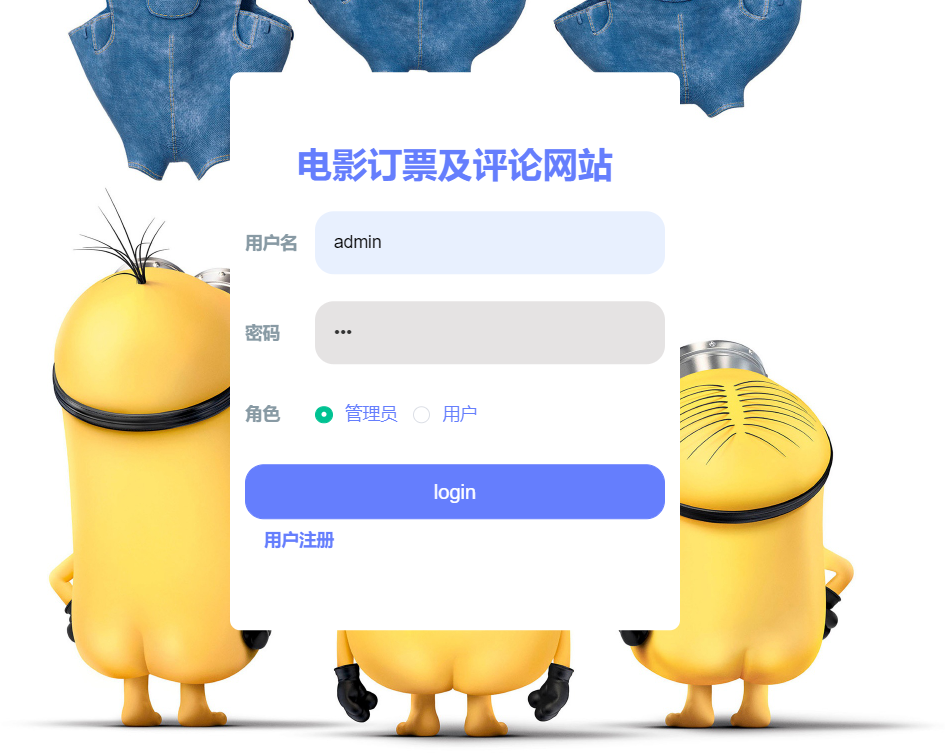 电影订票及评论网站
用户名 admin
密码 •••
角色 管理员 用户
login
用户注册